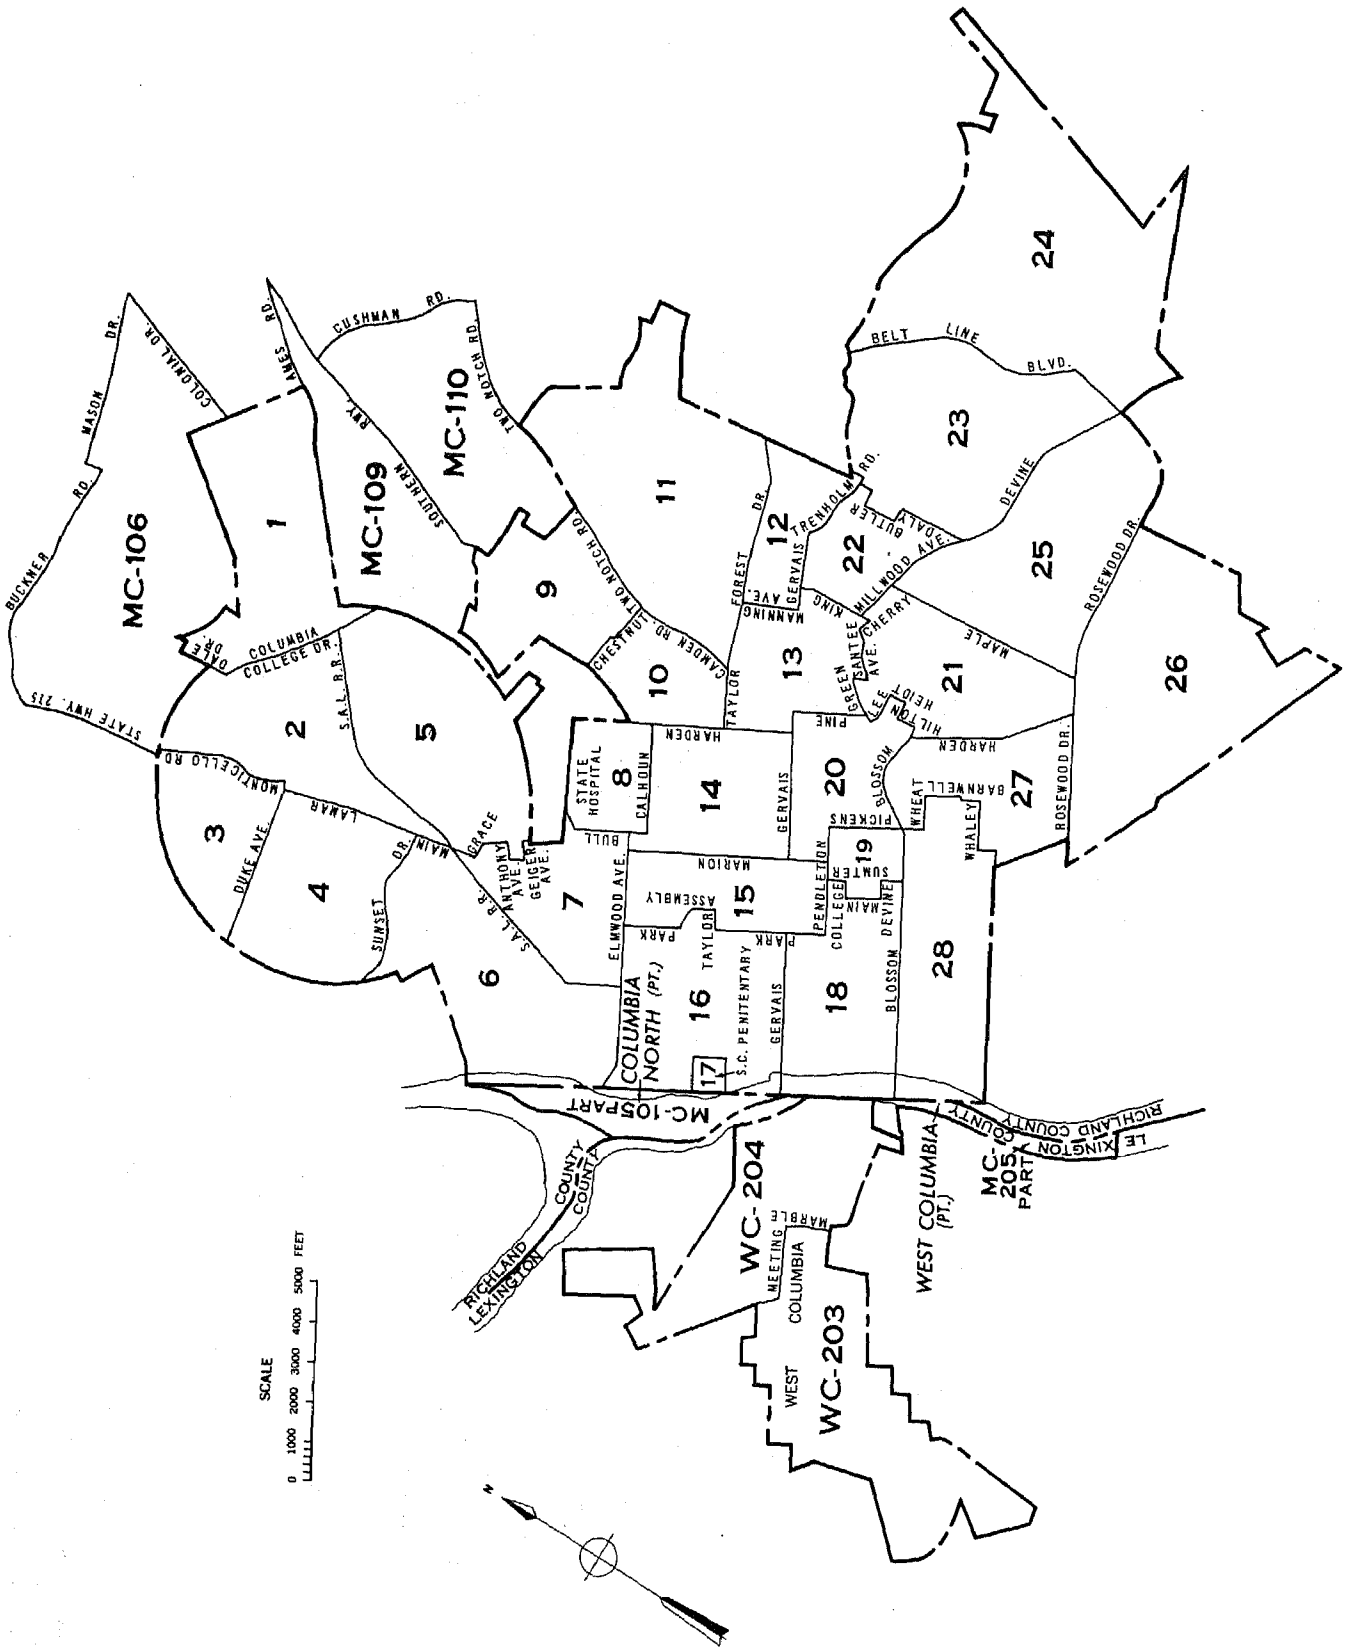 BUCKNER
RD.
MASON
DR.
COLONIAL DR.
STATE HWY. 215
MC-106
DALE
DR.
COLUMBIA
COLLEGE DR.
1
AMES
RD.
CUSHMAN
RD.
SOUTHERN
RWY.
MC-109
MC-110
TWO NOTCH RD.
MONTICELLO RD.
2
3
DUKE AVE.
LAMAR
4
SUNSET
DR.
MAIN
S.A.L. R.R.
5
GRACE
ANTHONY
AVE.
GEIGER
AVE.
6
S.A.L. R.R.
7
ELMWOOD AVE.
STATE
HOSPITAL
8
CALHOUN
BULL
9
TWO NOTCH RD.
CHESTNUT
10
CAMDEN RD.
11
FOREST
DR.
12
TAYLOR
MANNING
AVE.
GERVAIS
TRENHOLM
RD.
13
HARDEN
14
GERVAIS
MARION
15
ASSEMBLY
PARK
TAYLOR
PARK
16
COLUMBIA
NORTH (PT.)
17
S.C. PENITENTARY
GERVAIS
18
PENDLETON
COLLEGE
MAIN
DEVINE
SUMTER
19
PICKENS
20
PINE
GREEN
LEE
SANTEE
AVE.
CHERRY
KING
MILLWOOD AVE.
22
BUTLER
DALY
23
BELT
LINE
BLVD.
24
DEVINE
25
MAPLE
21
HILTON
HEIDT
HARDEN
BLOSSOM
WHEAT
BARNWELL
27
WHALEY
ROSEWOOD DR.
ROSEWOOD DR.
26
BLOSSOM
28
MC-105PART
RICHLAND COUNTY
LEXINGTON
COUNTY
MC-
205
PART
WEST COLUMBIA
(PT.)
RICHLAND
COUNTY
LEXINGTON
COUNTY
WC-204
MEETING
MARBLE
WEST
COLUMBIA
WC-203
SCALE
0 1000 2000 3000 4000 5000 FEET
N